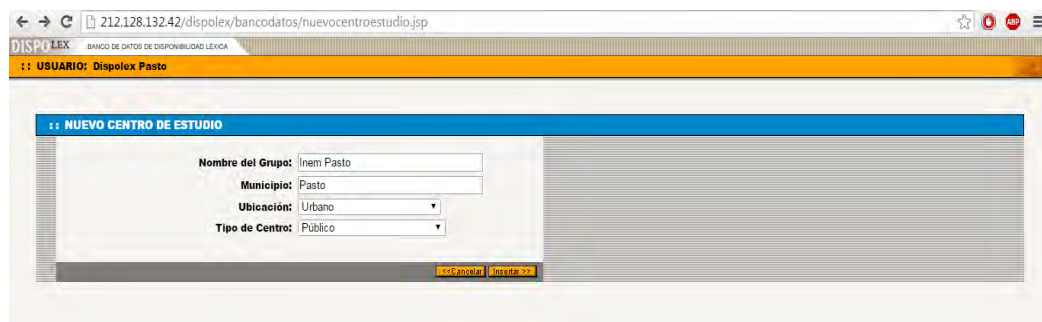 212.128.132.42/dispolex/bancodatos/nuevocentroestudio.jsp
ABP
DISPOLEX BANCO DE DATOS DE DISPONIBILIDAD LÉXICA
:: USUARIO: Dispolex Pasto
:: NUEVO CENTRO DE ESTUDIO
Nombre del Grupo: Inem Pasto
Municipio: Pasto
Ubicación: Urbano
Tipo de Centro: Público
<<Cancelar Insertar >>